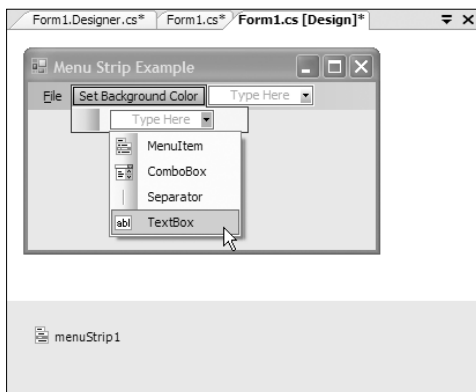 Form1.Designer.cs* Form1.cs* Form1.cs [Design]*
Menu Strip Example
File Set Background Color Type Here
Type Here
MenuItem
ComboBox
Separator
abl TextBox
menuStrip1